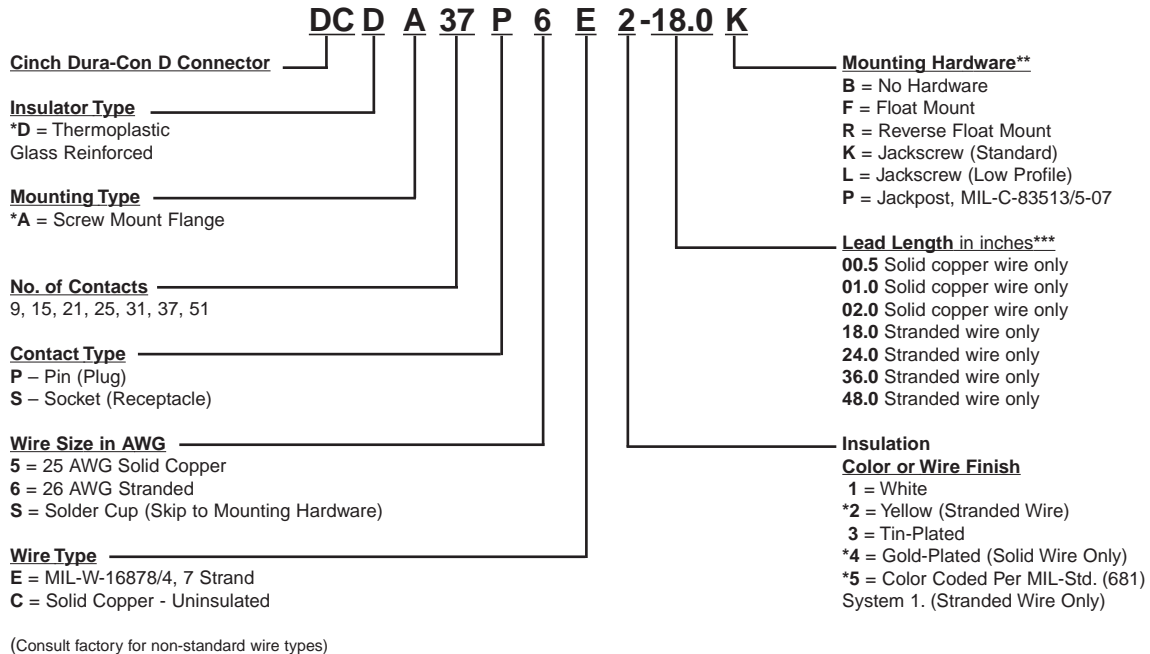 DC D A 37 P 6 E 2-18.0 K
Cinch Dura-Con D Connector
Insulator Type
*D = Thermoplastic
Glass Reinforced
Mounting Type
*A = Screw Mount Flange
No. of Contacts
9, 15, 21, 25, 31, 37, 51
Contact Type
P – Pin (Plug)
S – Socket (Receptacle)
Wire Size in AWG
5 = 25 AWG Solid Copper
6 = 26 AWG Stranded
S = Solder Cup (Skip to Mounting Hardware)
Wire Type
E = MIL-W-16878/4, 7 Strand
C = Solid Copper - Uninsulated
(Consult factory for non-standard wire types)
Mounting Hardware**
B = No Hardware
F = Float Mount
R = Reverse Float Mount
K = Jackscrew (Standard)
L = Jackscrew (Low Profile)
P = Jackpost, MIL-C-83513/5-07
Lead Length in inches***
00.5 Solid copper wire only
01.0 Solid copper wire only
02.0 Solid copper wire only
18.0 Stranded wire only
24.0 Stranded wire only
36.0 Stranded wire only
48.0 Stranded wire only
Insulation
Color or Wire Finish
1 = White
*2 = Yellow (Stranded Wire)
3 = Tin-Plated
*4 = Gold-Plated (Solid Wire Only)
*5 = Color Coded Per MIL-Std. (681)
System 1. (Stranded Wire Only)